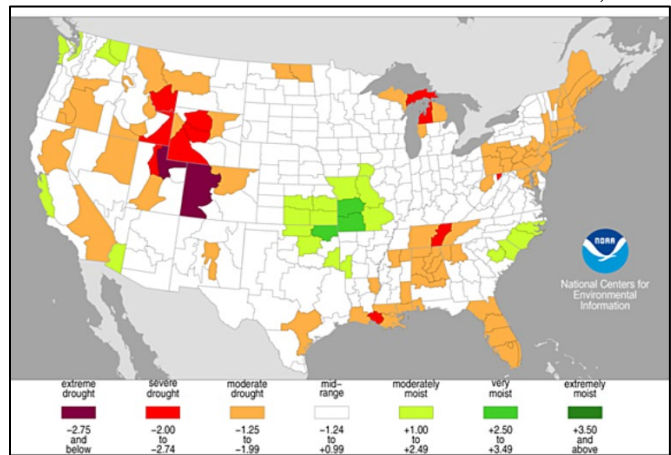 NOAA
National Centers for
Environmental
Information
extreme drought
severe drought
moderate drought
mid-range
moderately moist
very moist
extremely moist
−2.75 and below
−2.00 to −2.74
−1.25 to −1.99
−1.24 to +0.99
+1.00 to +2.49
+2.50 to +3.49
+3.50 and above